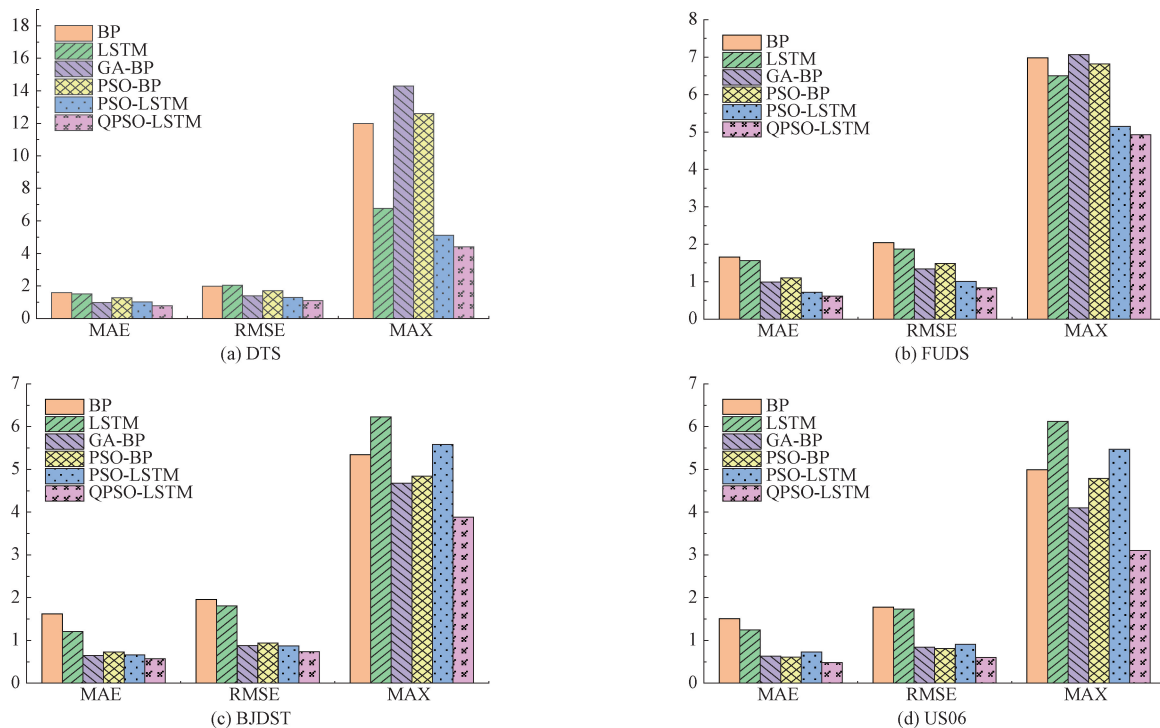 18
16
14
12
10
8
6
4
2
0
BP
LSTM
GA-BP
PSO-BP
PSO-LSTM
QPSO-LSTM
MAE RMSE MAX
(a) DTS
8
7
6
5
4
3
2
1
0
BP
LSTM
GA-BP
PSO-BP
PSO-LSTM
QPSO-LSTM
MAE RMSE MAX
(b) FUDS
7
6
5
4
3
2
1
0
BP
LSTM
GA-BP
PSO-BP
PSO-LSTM
QPSO-LSTM
MAE RMSE MAX
(c) BJDST
7
6
5
4
3
2
1
0
BP
LSTM
GA-BP
PSO-BP
PSO-LSTM
QPSO-LSTM
MAE RMSE MAX
(d) US06